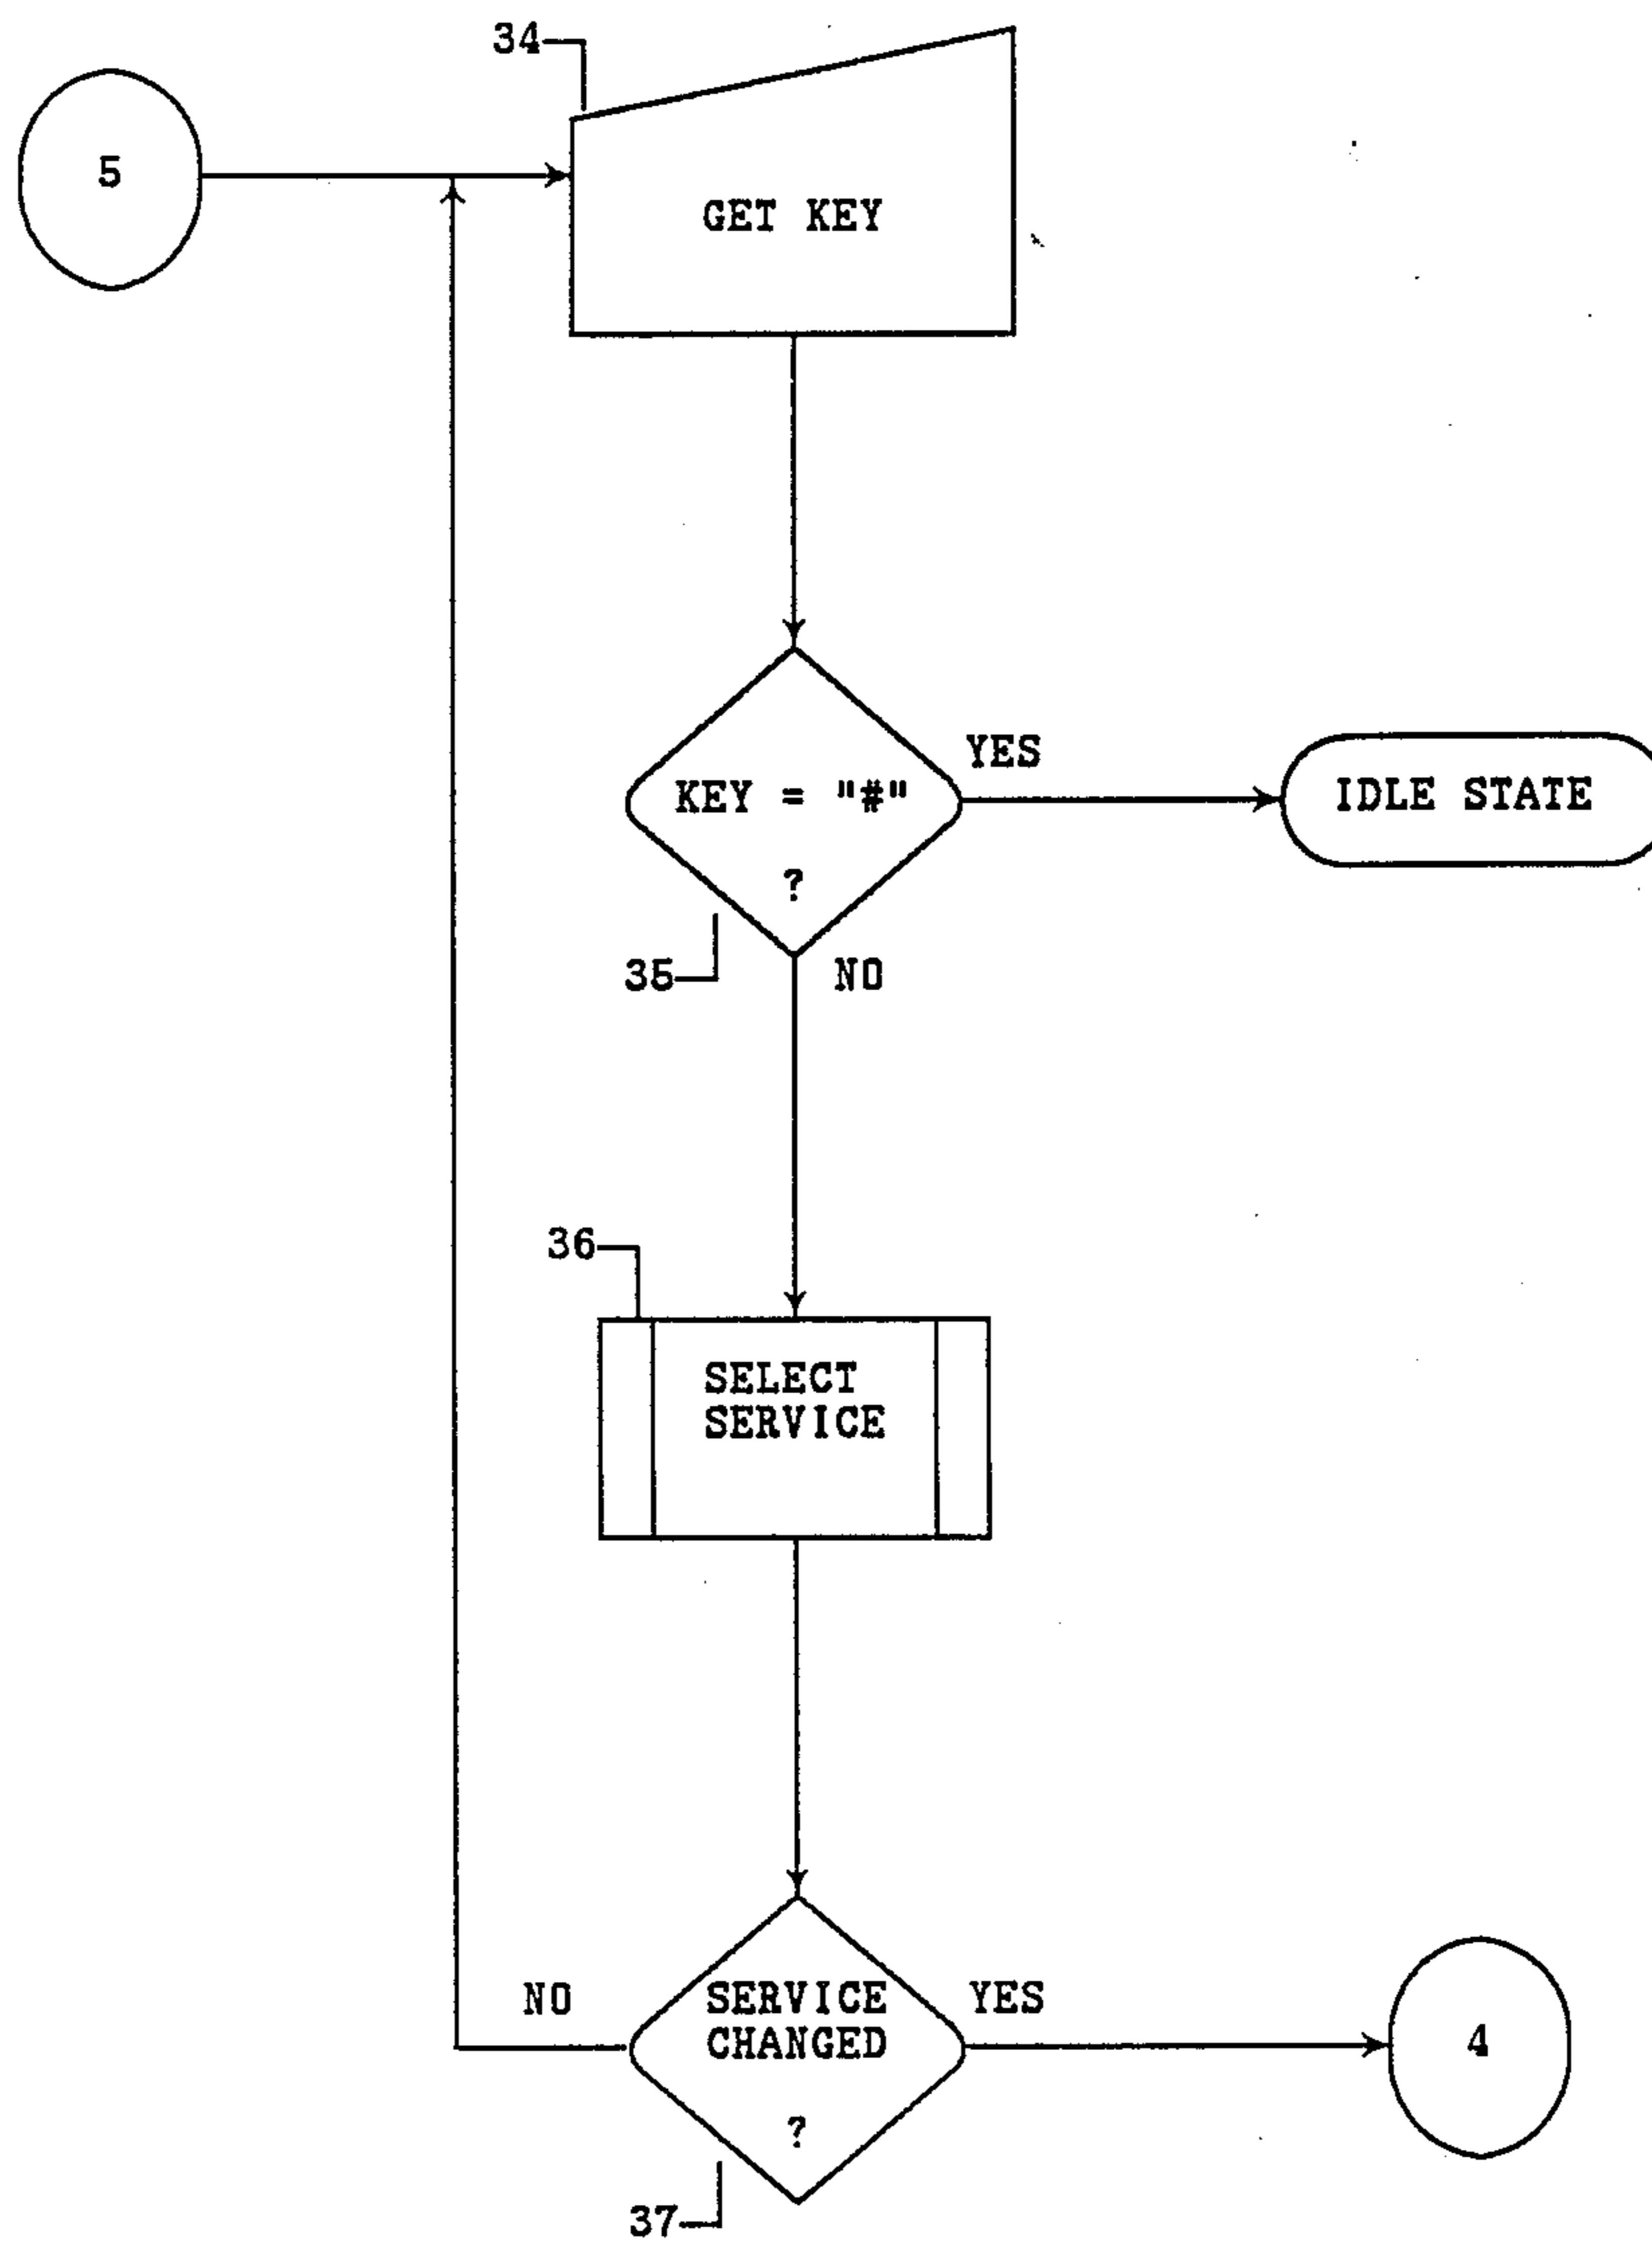 34
5
GET KEY
YES
KEY = "#"
?
IDLE STATE
35
NO
36
SELECT
SERVICE
NO
SERVICE
CHANGED
?
YES
4
37